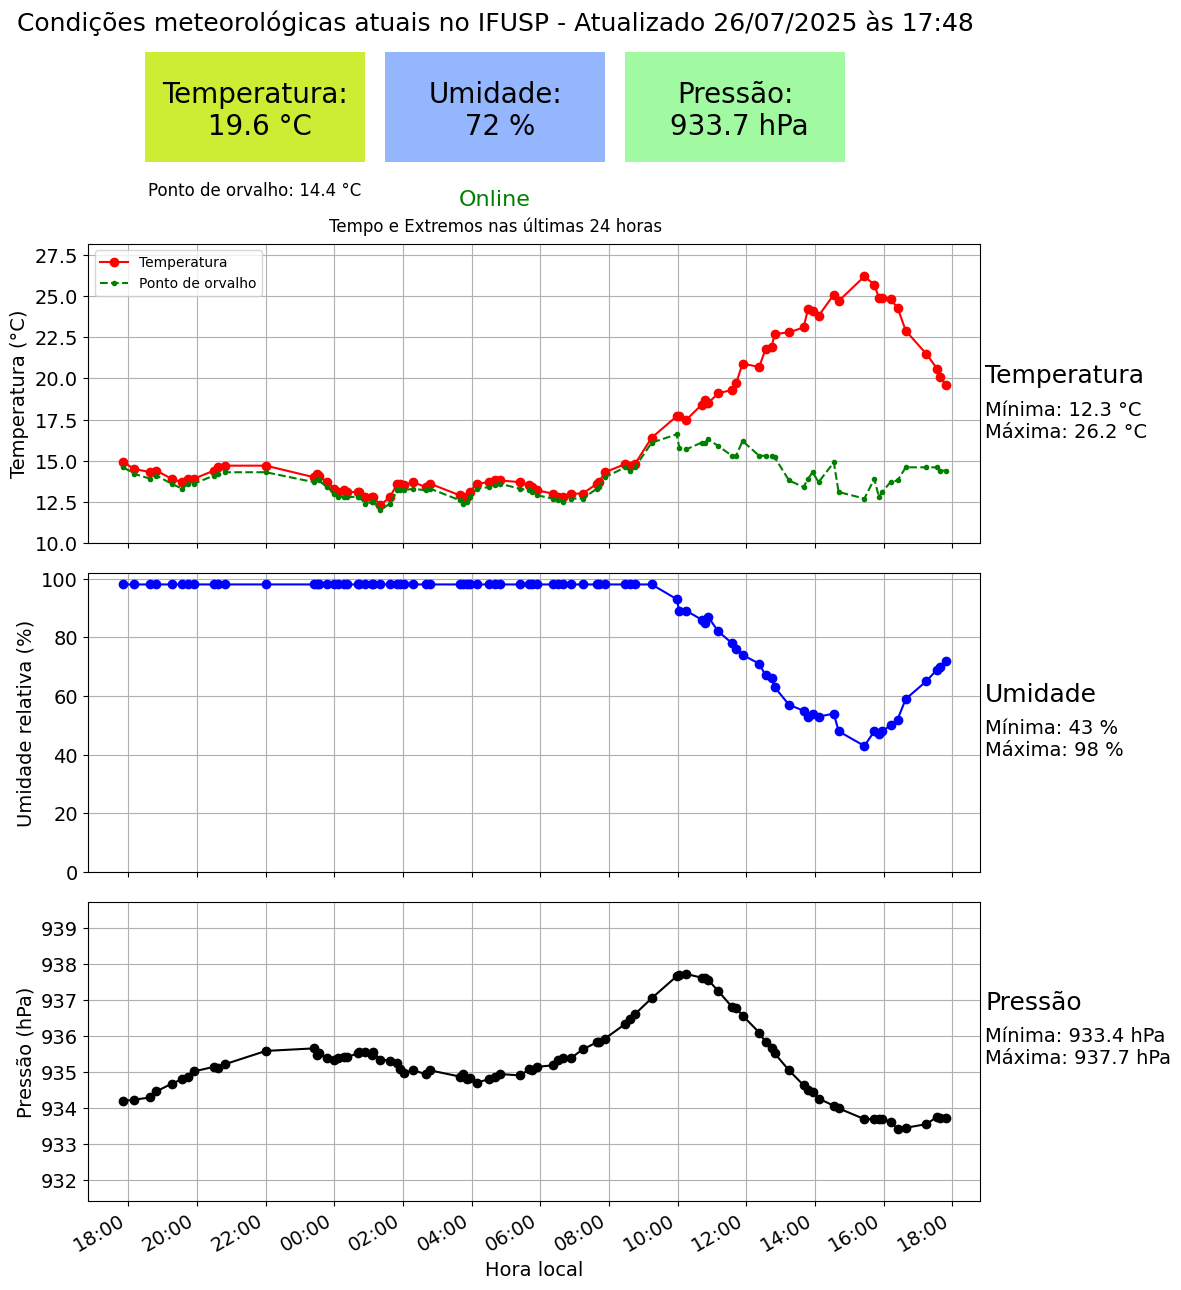 Condições meteorológicas atuais no IFUSP - Atualizado 26/07/2025 às 17:48
Temperatura:
19.6 °C
Umidade:
72 %
Pressão:
933.7 hPa
Ponto de orvalho: 14.4 °C
Online
Tempo e Extremos nas últimas 24 horas
Temperatura
Ponto de orvalho
Temperatura (°C)
27.5
25.0
22.5
20.0
17.5
15.0
12.5
10.0
Temperatura
Mínima: 12.3 °C
Máxima: 26.2 °C
Umidade relativa (%)
100
80
60
40
20
0
Umidade
Mínima: 43 %
Máxima: 98 %
Pressão (hPa)
939
938
937
936
935
934
933
932
Pressão
Mínima: 933.4 hPa
Máxima: 937.7 hPa
18:00
20:00
22:00
00:00
02:00
04:00
06:00
08:00
10:00
12:00
14:00
16:00
18:00
Hora local